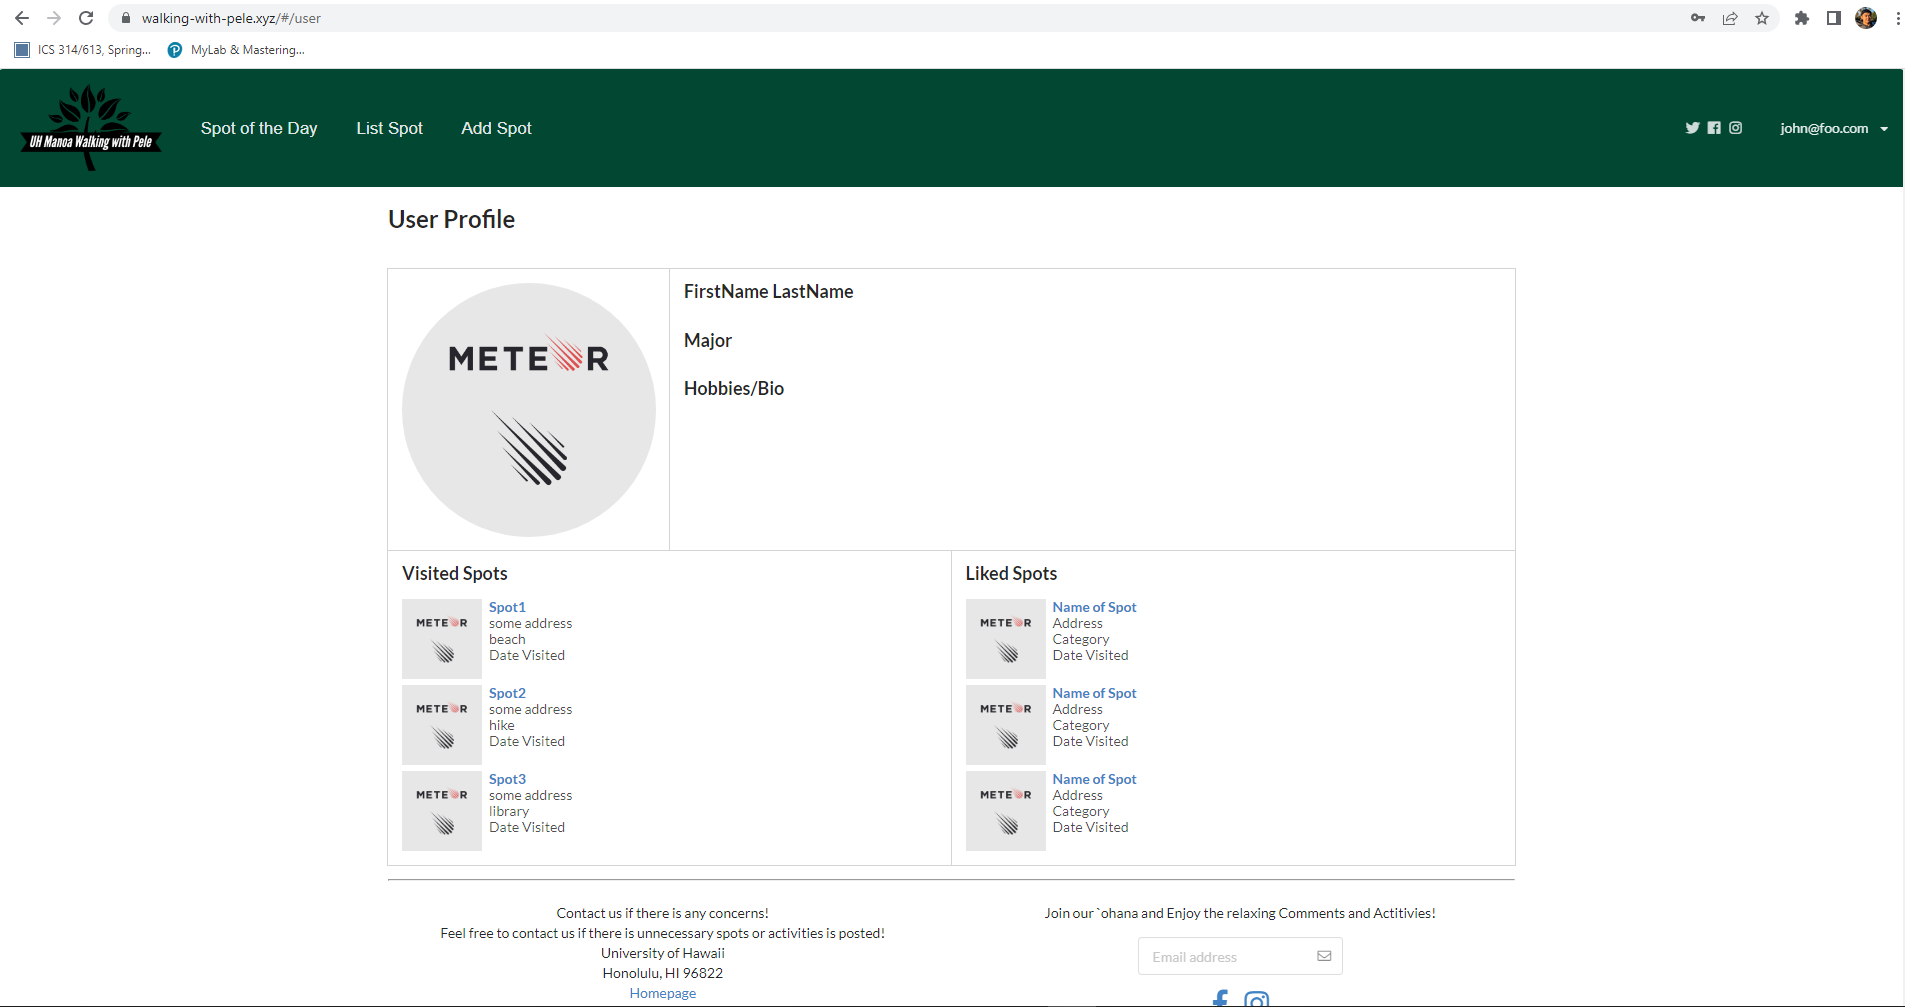 walking-with-pele.xyz/#/user
ICS 314/613, Spring...
MyLab & Mastering...
UH Manoa Walking with Pele
Spot of the Day
List Spot
Add Spot
john@foo.com
User Profile
METEOR
FirstName LastName
Major
Hobbies/Bio
Visited Spots
METEOR
Spot1
some address
beach
Date Visited
METEOR
Spot2
some address
hike
Date Visited
METEOR
Spot3
some address
library
Date Visited
Liked Spots
METEOR
Name of Spot
Address
Category
Date Visited
METEOR
Name of Spot
Address
Category
Date Visited
METEOR
Name of Spot
Address
Category
Date Visited
Contact us if there is any concerns!
Feel free to contact us if there is unnecessary spots or activities is posted!
University of Hawaii
Honolulu, HI 96822
Homepage
Join our `ohana and Enjoy the relaxing Comments and Actitivies!
Email address